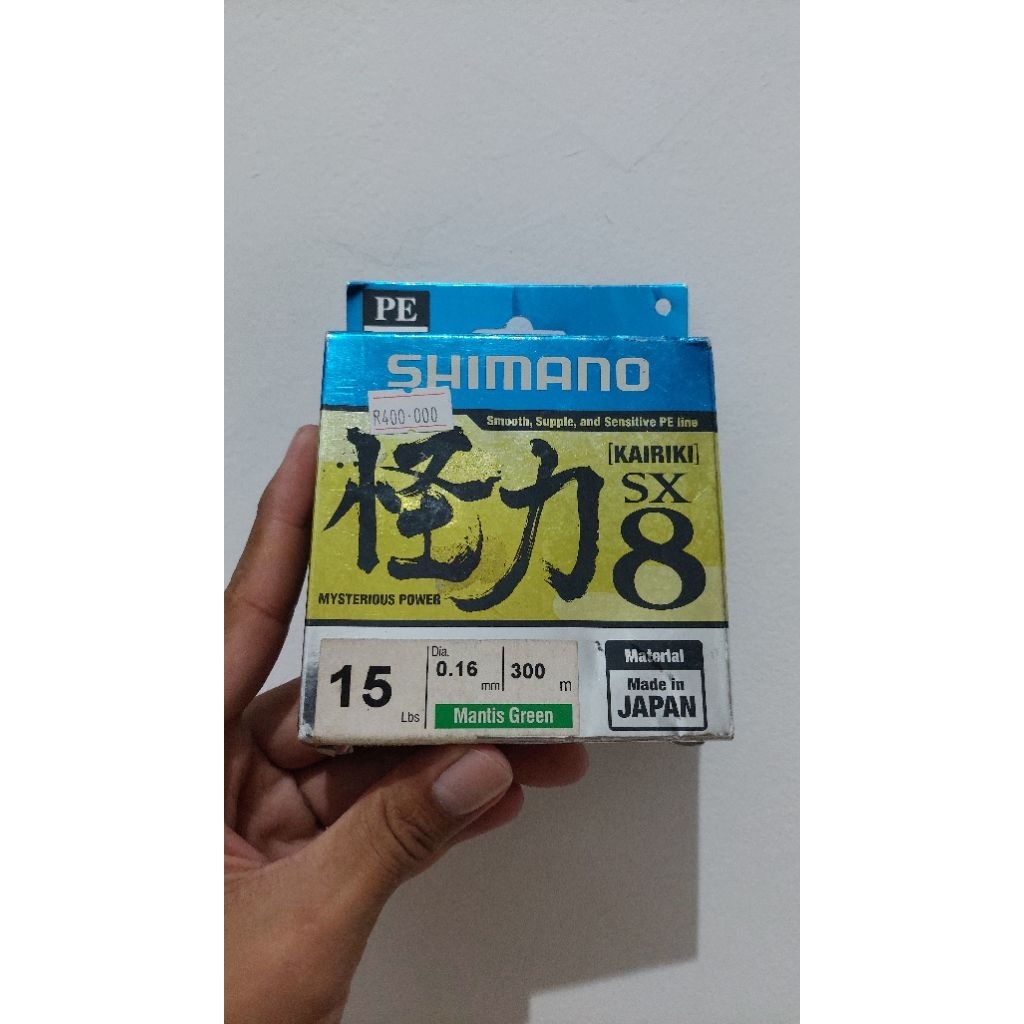 PE
SHIMANO
R400.000
Smooth, Supple, and Sensitive PE line
怪力
[KAIRIKI]
SX
8
MYSTERIOUS POWER
15 Lbs
Dia.
0.16 mm
300 m
Mantis Green
Material
Made in
JAPAN